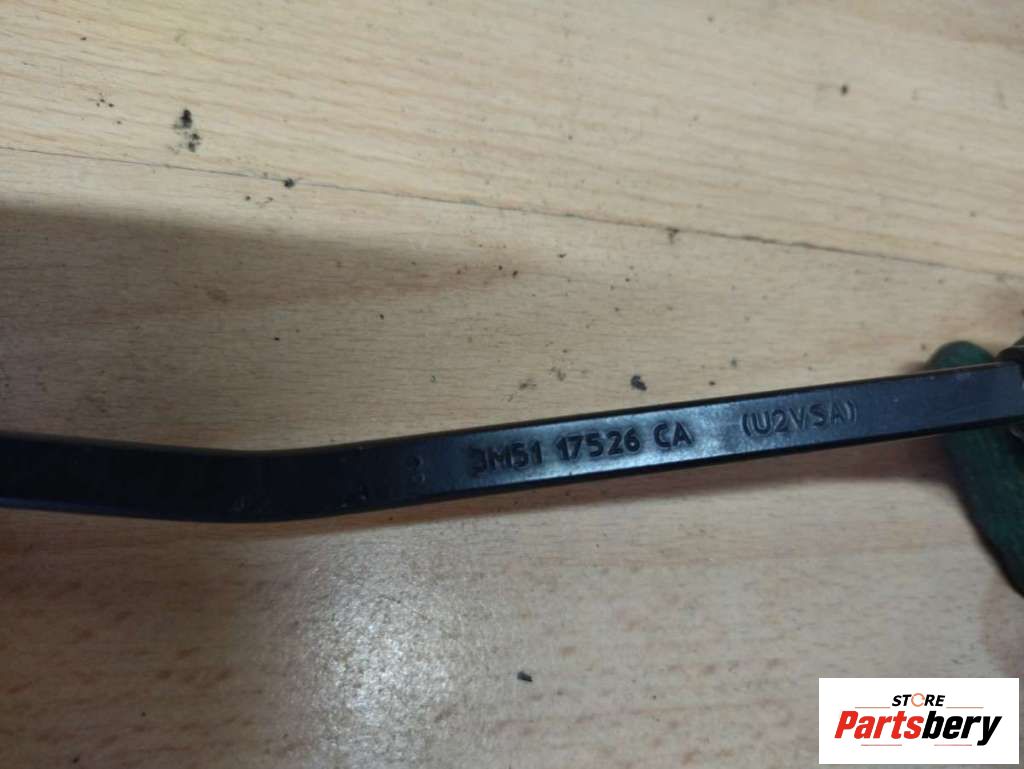 3M51 17526 CA (U2VSA)
STORE
Partsbery